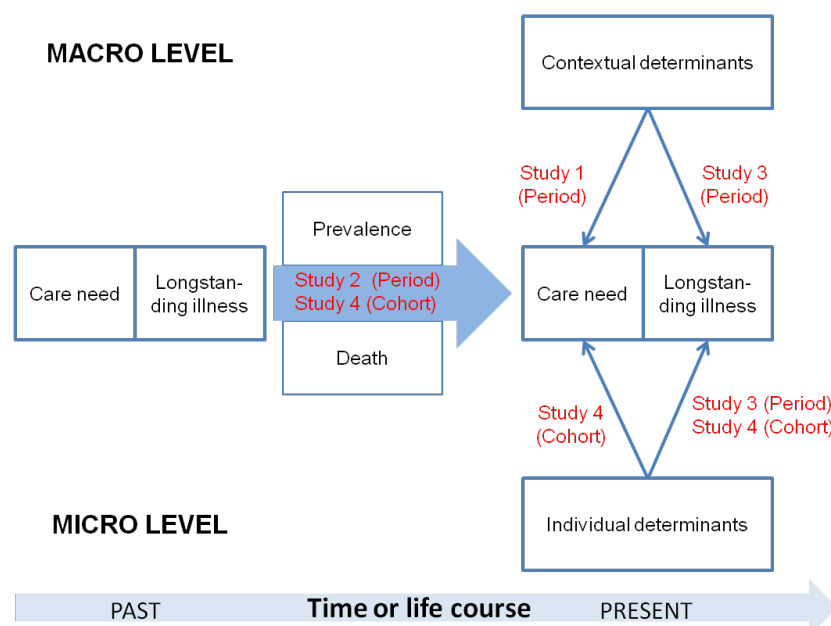 MACRO LEVEL
Contextual determinants
Study 1
(Period)
Study 3
(Period)
Prevalence
Care need
Longstan-
ding illness
Study 2 (Period)
Study 4 (Cohort)
Care need
Longstan-
ding illness
Death
Study 4
(Cohort)
Study 3 (Period)
Study 4 (Cohort)
MICRO LEVEL
Individual determinants
PAST
Time or life course
PRESENT